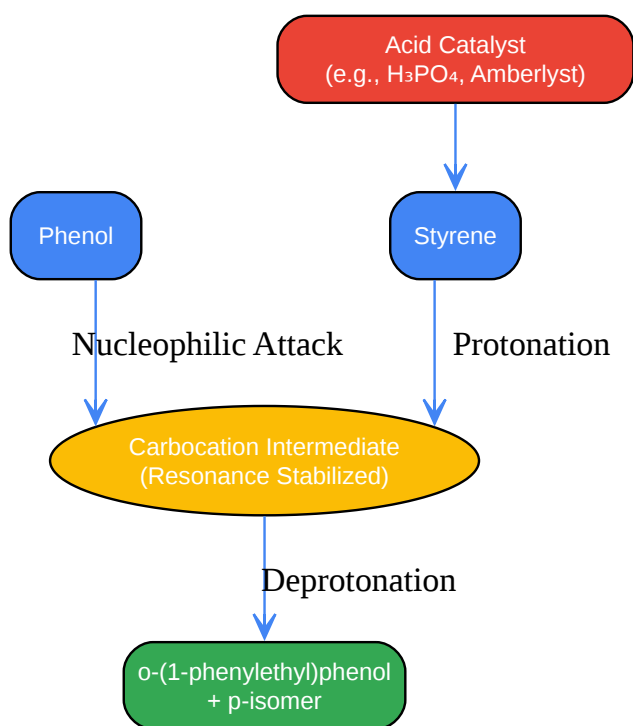 Acid Catalyst
(e.g., H₃PO₄, Amberlyst)
Phenol
Styrene
Nucleophilic Attack
Protonation
Carbocation Intermediate
(Resonance Stabilized)
Deprotonation
o-(1-phenylethyl)phenol
+ p-isomer